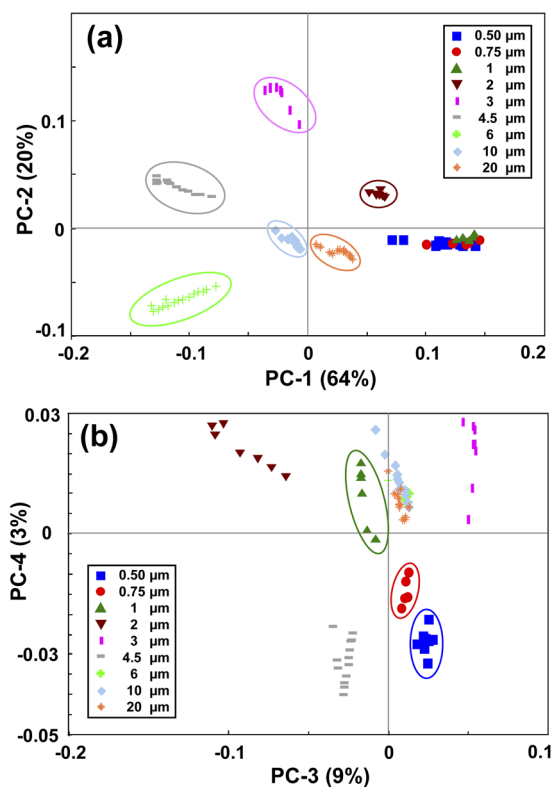 (a)
0.50 µm
0.75 µm
1 µm
2 µm
3 µm
4.5 µm
6 µm
10 µm
20 µm
PC-2 (20%)
0.1
0
-0.1
-0.2
-0.1
0
0.1
0.2
PC-1 (64%)
(b)
0.03
0
-0.03
-0.05
PC-4 (3%)
0.50 µm
0.75 µm
1 µm
2 µm
3 µm
4.5 µm
6 µm
10 µm
20 µm
-0.2
-0.1
0
0.1
PC-3 (9%)